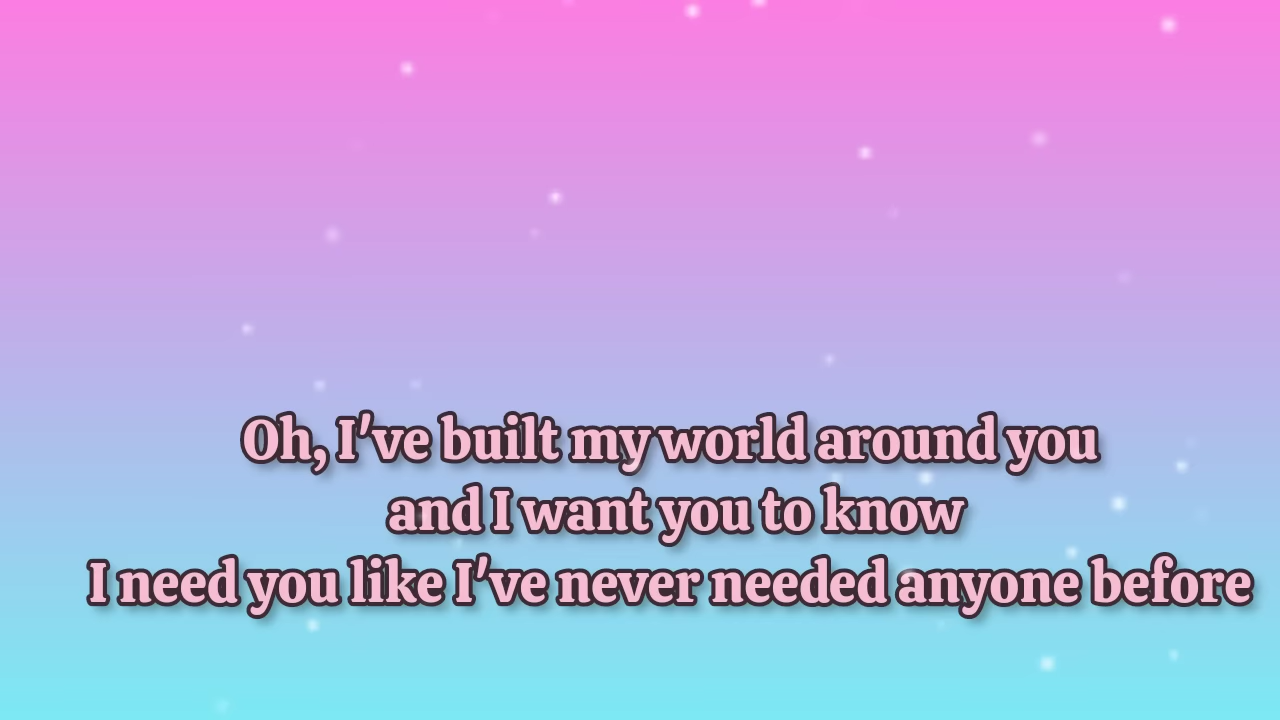 Oh, I've built my world around you
and I want you to know
I need you like I've never needed anyone before